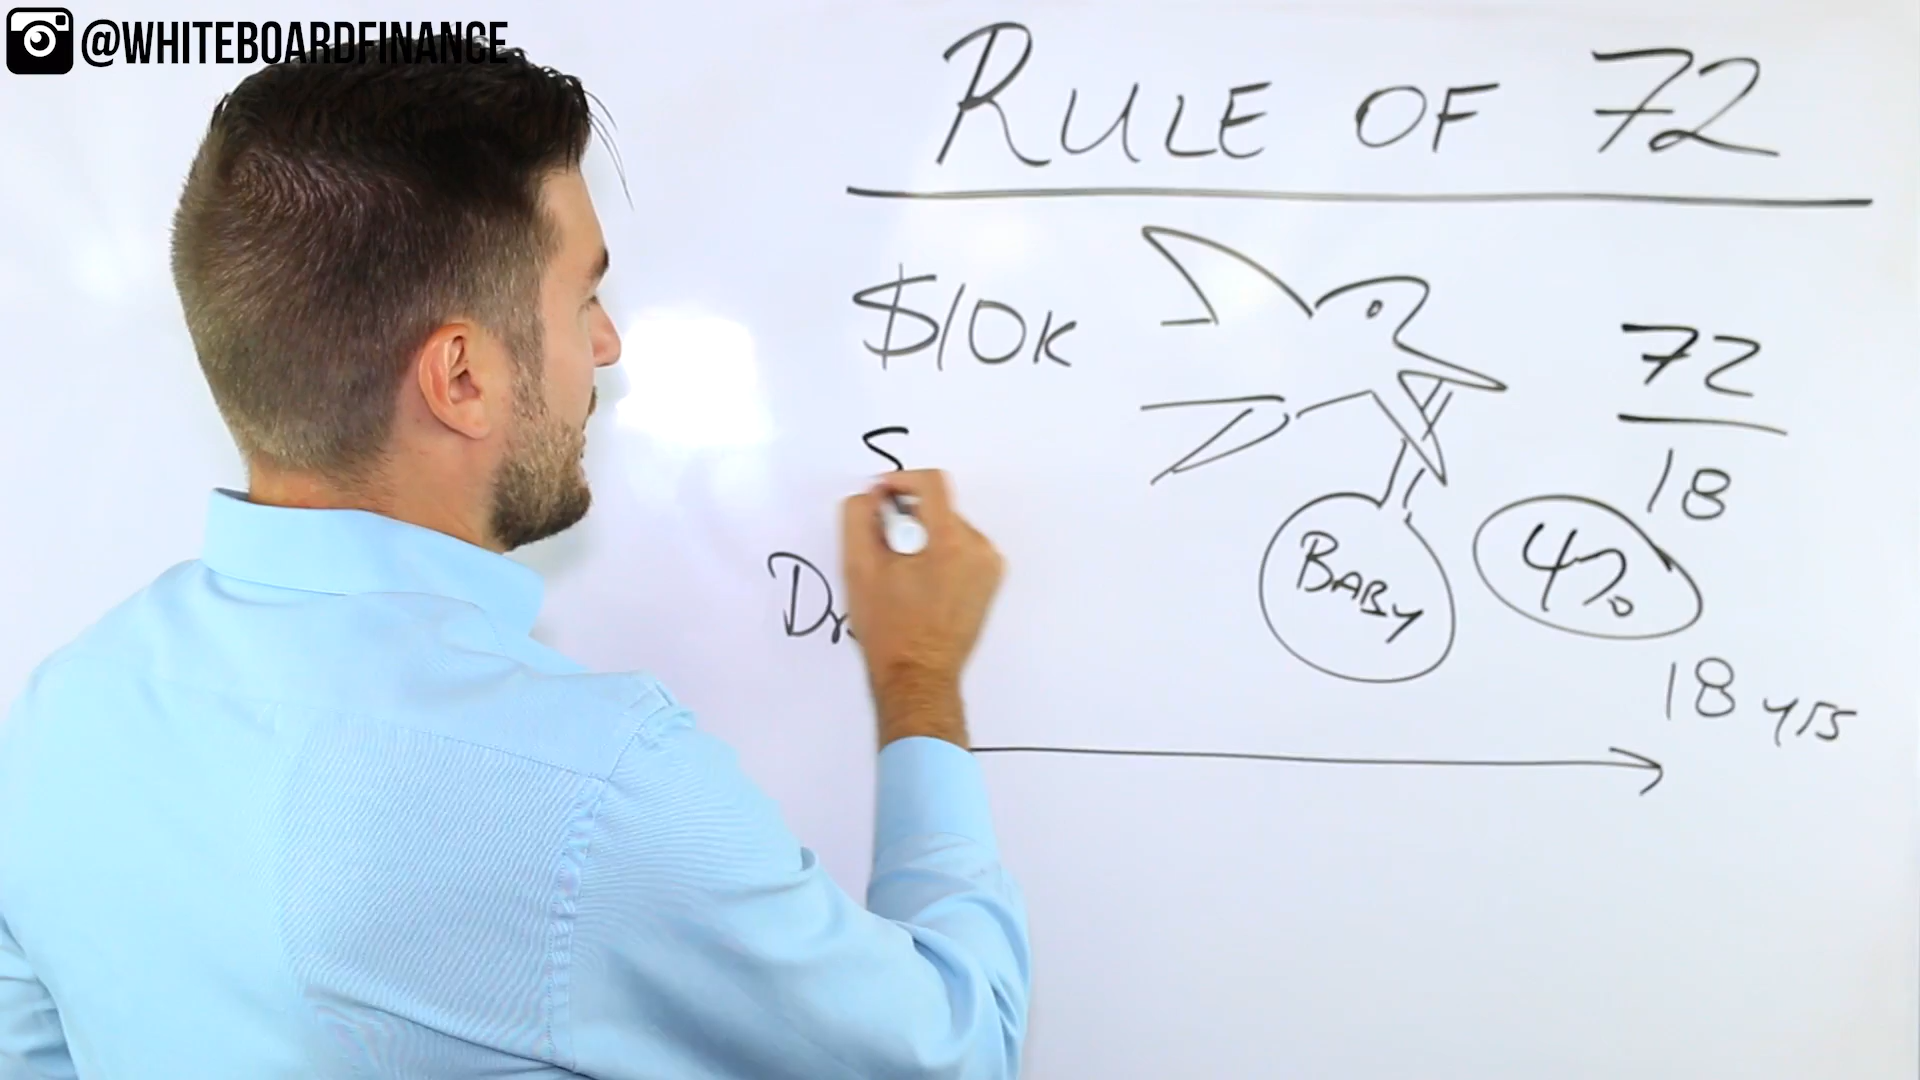 @WHITEBOARDFINANCE
RULE OF 72
$10K
72
18
BABY
4%
18 yrs